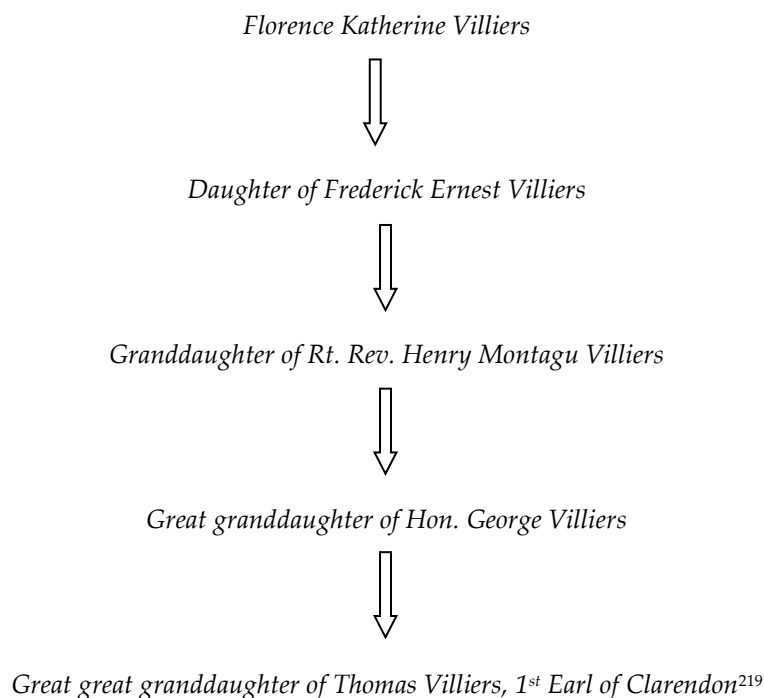 Florence Katherine Villiers
Daughter of Frederick Ernest Villiers
Granddaughter of Rt. Rev. Henry Montagu Villiers
Great granddaughter of Hon. George Villiers
Great great granddaughter of Thomas Villiers, 1st Earl of Clarendon219